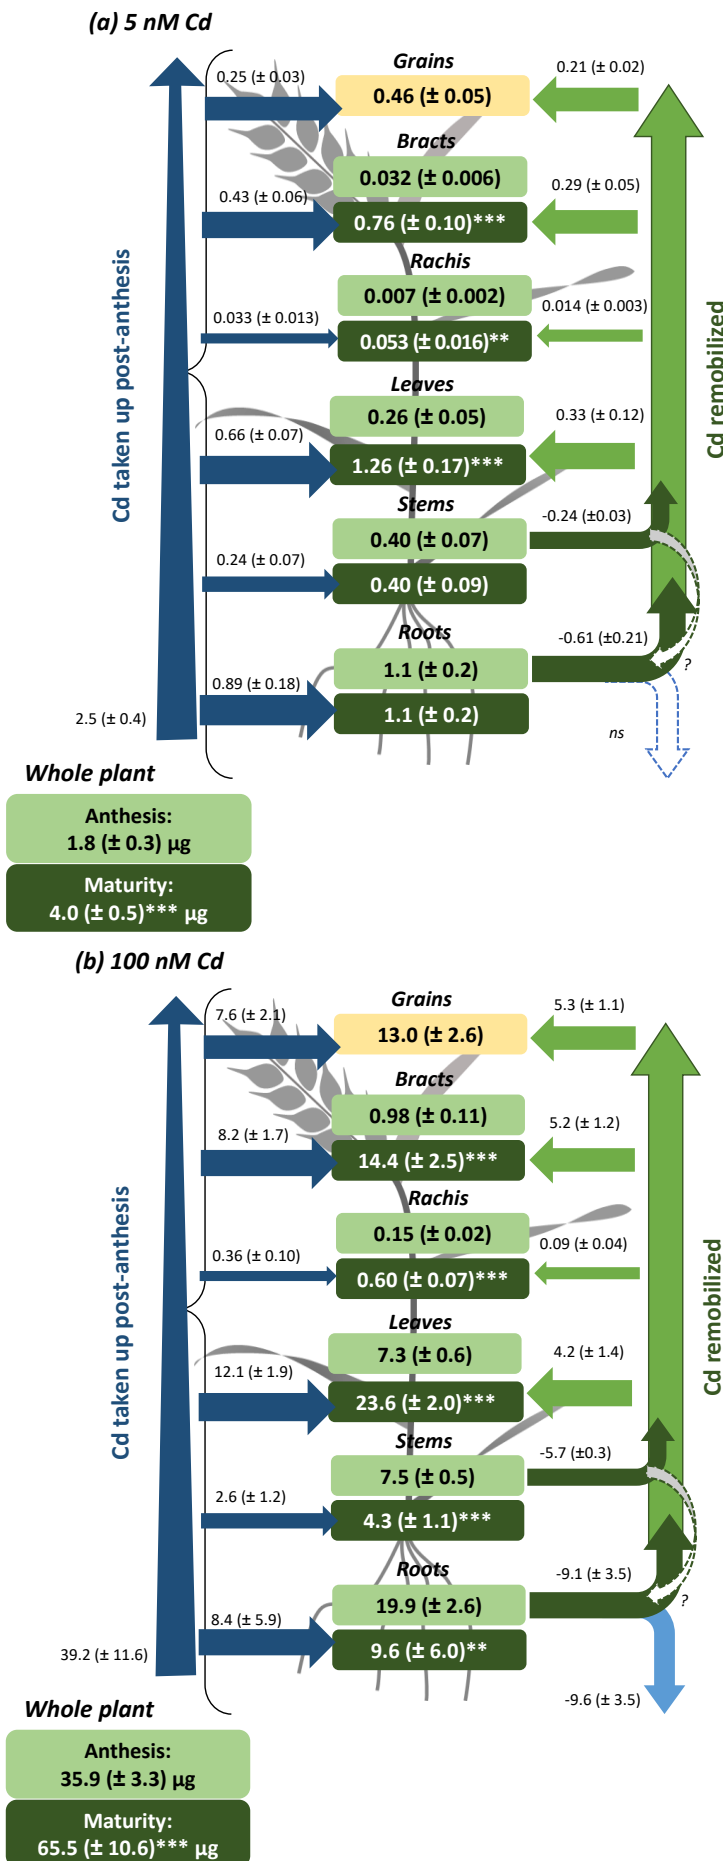 (a) 5 nM Cd
Grains
0.25 (± 0.03)
0.46 (± 0.05)
0.21 (± 0.02)
Bracts
0.032 (± 0.006)
0.43 (± 0.06)
0.76 (± 0.10)***
0.29 (± 0.05)
Rachis
0.007 (± 0.002)
0.033 (± 0.013)
0.053 (± 0.016)**
0.014 (± 0.003)
Leaves
0.26 (± 0.05)
0.66 (± 0.07)
1.26 (± 0.17)***
0.33 (± 0.12)
Stems
0.40 (± 0.07)
-0.24 (±0.03)
0.24 (± 0.07)
0.40 (± 0.09)
Roots
1.1 (± 0.2)
-0.61 (±0.21)
?
0.89 (± 0.18)
1.1 (± 0.2)
2.5 (± 0.4)
ns
Cd taken up post-anthesis
Cd remobilized
Whole plant
Anthesis:
1.8 (± 0.3) µg
Maturity:
4.0 (± 0.5)*** µg
(b) 100 nM Cd
Grains
7.6 (± 2.1)
13.0 (± 2.6)
5.3 (± 1.1)
Bracts
0.98 (± 0.11)
8.2 (± 1.7)
14.4 (± 2.5)***
5.2 (± 1.2)
Rachis
0.15 (± 0.02)
0.36 (± 0.10)
0.60 (± 0.07)***
0.09 (± 0.04)
Leaves
7.3 (± 0.6)
12.1 (± 1.9)
23.6 (± 2.0)***
4.2 (± 1.4)
Stems
7.5 (± 0.5)
-5.7 (±0.3)
2.6 (± 1.2)
4.3 (± 1.1)***
Roots
19.9 (± 2.6)
-9.1 (± 3.5)
?
8.4 (± 5.9)
9.6 (± 6.0)**
39.2 (± 11.6)
-9.6 (± 3.5)
Cd taken up post-anthesis
Cd remobilized
Whole plant
Anthesis:
35.9 (± 3.3) µg
Maturity:
65.5 (± 10.6)*** µg